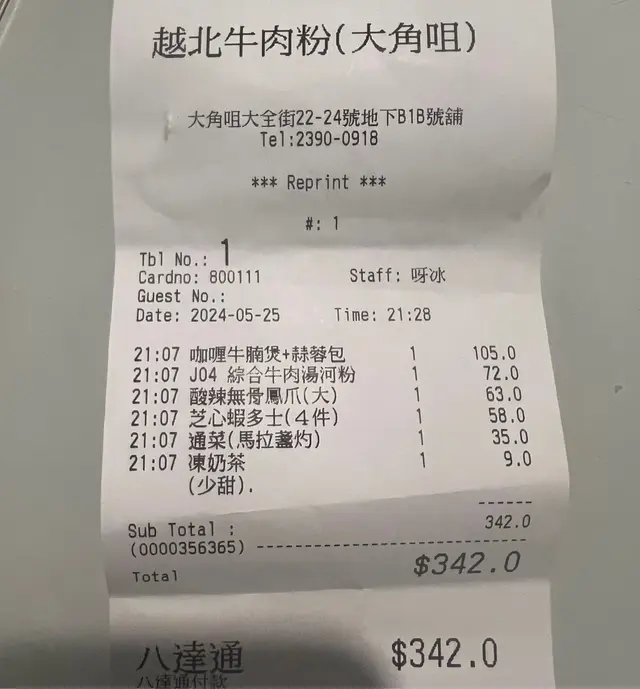 越北牛肉粉(大角咀)
大角咀大全街22-24號地下B1B號舖
Tel:2390-0918
*** Reprint ***
#: 1
Tbl No.: 1
Cardno: 800111 Staff: 呀冰
Guest No.:
Date: 2024-05-25 Time: 21:28
21:07 咖喱牛腩煲+蒜蓉包 1 105.0
21:07 J04 綜合牛肉湯河粉 1 72.0
21:07 酸辣無骨鳳爪(大) 1 63.0
21:07 芝心蝦多士(4件) 1 58.0
21:07 通菜(馬拉盞灼) 1 35.0
21:07 凍奶茶 1 9.0
(少甜).
------
Sub Total : 342.0
(0000356365) ------------------------------
Total $342.0
八達通 $342.0
八達通付款